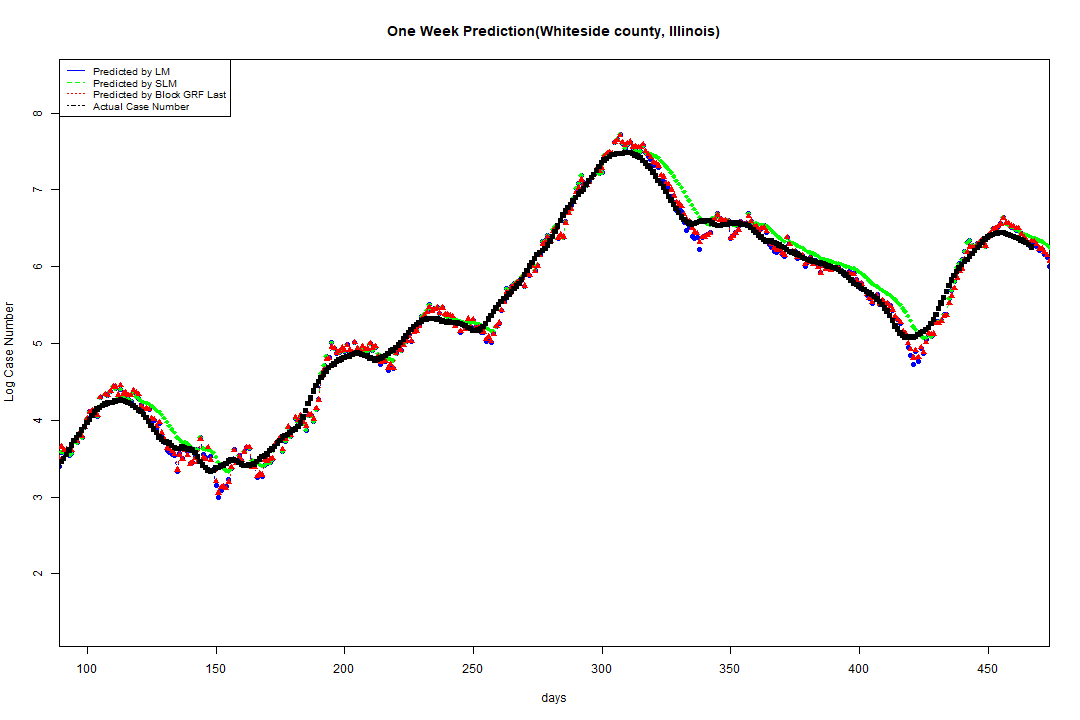 One Week Prediction(Whiteside county, Illinois)
Predicted by LM
Predicted by SLM
Predicted by Block GRF Last
Actual Case Number
8
7
6
5
4
3
2
Log Case Number
100 150 200 250 300 350 400 450
days